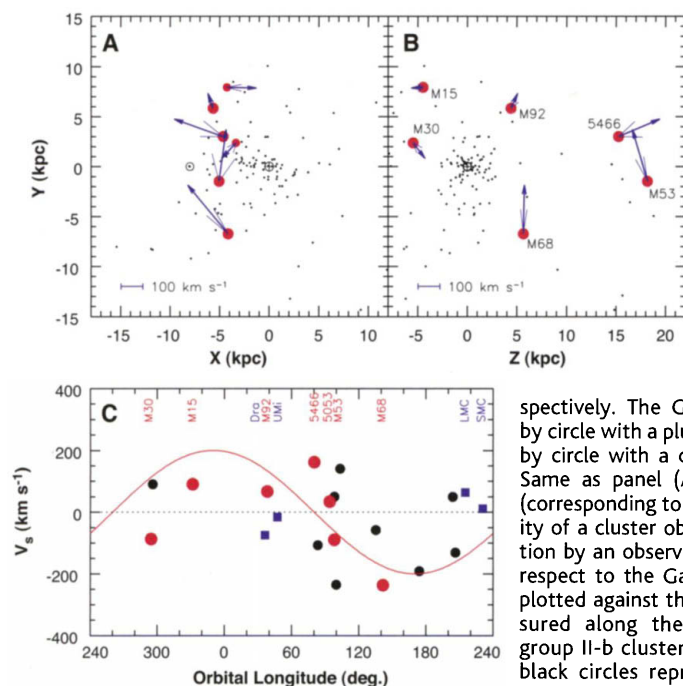 A
B
15
10
5
0
-5
-10
-15
Y (kpc)
M15
M92
M30
5466
M53
M68
100 km s⁻¹
100 km s⁻¹
-15
-10
-5
0
5
10
-5
0
5
10
15
20
X (kpc)
Z (kpc)
C
400
200
0
-200
-400
Vs (km s⁻¹)
M30
M15
Dra
M92
UMi
5466
5053
M53
M68
LMC
SMC
240
300
0
60
120
180
240
Orbital Longitude (deg.)
spectively. The G
by circle with a plu
by circle with a c
Same as panel (A
(corresponding to
ity of a cluster ob
tion by an observ
respect to the Ga
plotted against th
sured along the
group II-b cluster
black circles repr